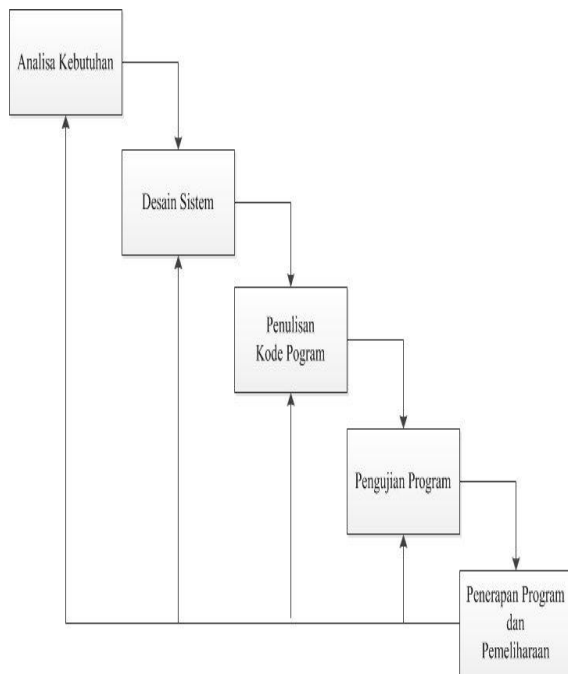 Analisa Kebutuhan
Desain Sistem
Penulisan
Kode Pogram
Pengujian Program
Penerapan Program
dan
Pemeliharaan